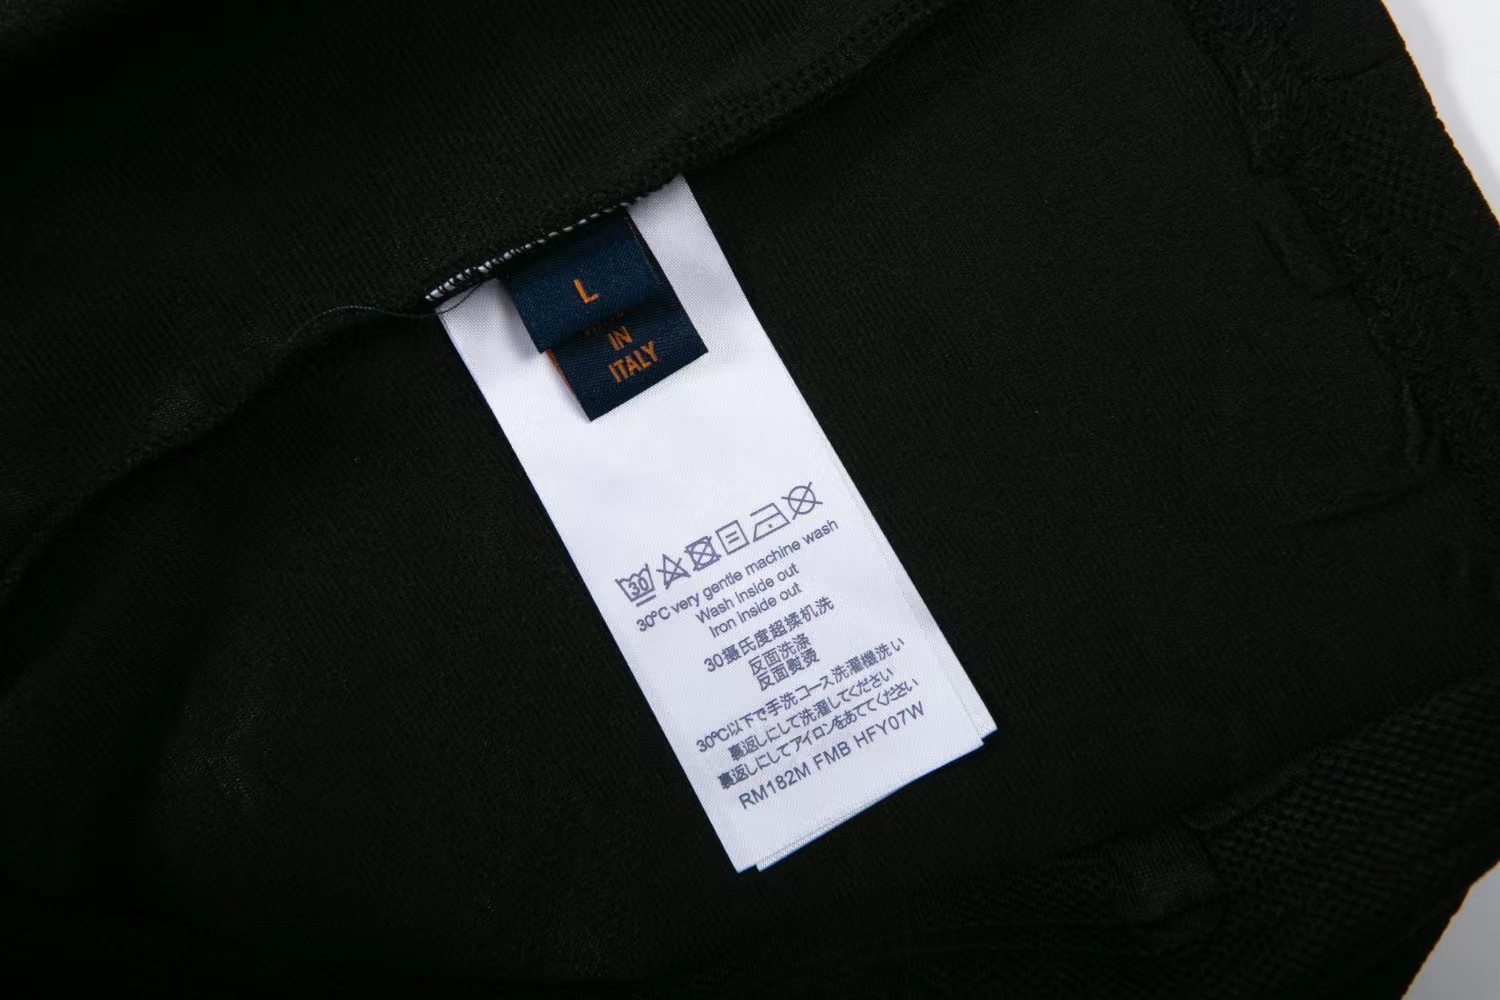 L
IN
ITALY
30
30°C very gentle machine wash
Wash inside out
Iron inside out
30摄氏度超揉机洗
反面洗涤
反面熨烫
30℃以下で手洗コース洗濯機洗い
裏返しにして洗濯してください
裏返しにしてアイロンをあててください
RM182M FMB HFY07W